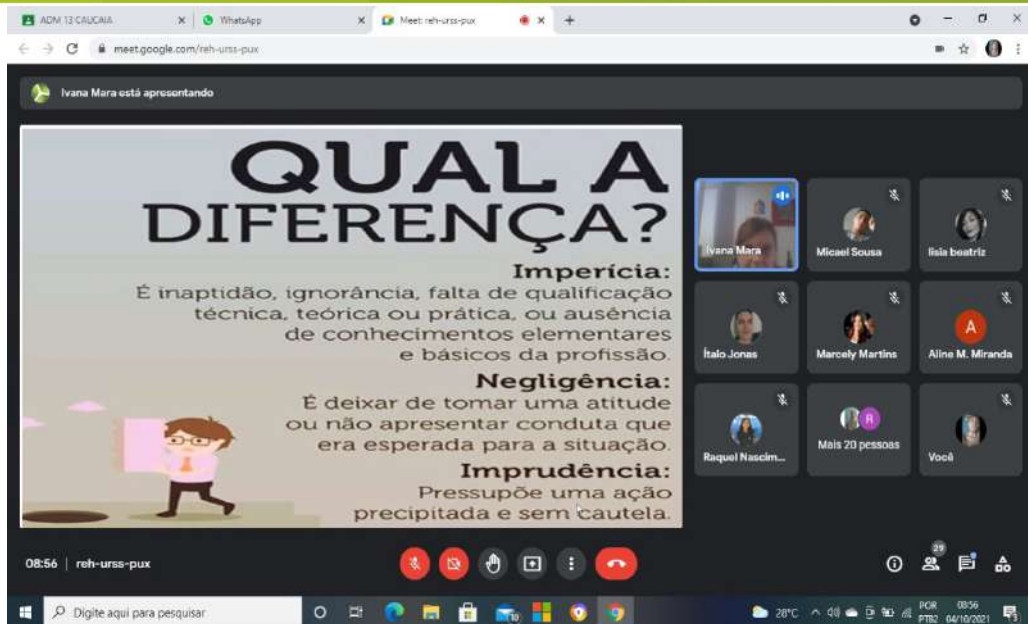 ADM 13 CAUCAIA
WhatsApp
Meet: reh-urss-pux
meet.google.com/reh-urss-pux
Ivana Mara está apresentando
QUAL A
DIFERENÇA?
Imperícia:
É inaptidão, ignorância, falta de qualificação
técnica, teórica ou prática, ou ausência
de conhecimentos elementares
e básicos da profissão.
Negligência:
É deixar de tomar uma atitude
ou não apresentar conduta que
era esperada para a situação.
Imprudência:
Pressupõe uma ação
precipitada e sem cautela.
Ivana Mara
Micael Sousa
lisia beatriz
Ítalo Jonas
Marcely Martins
A
Aline M. Miranda
Raquel Nascim...
R
Mais 20 pessoas
Você
08:56 | reh-urss-pux
29
Digite aqui para pesquisar
10
28°C
POR
PTB2
08:56
04/10/2021
3